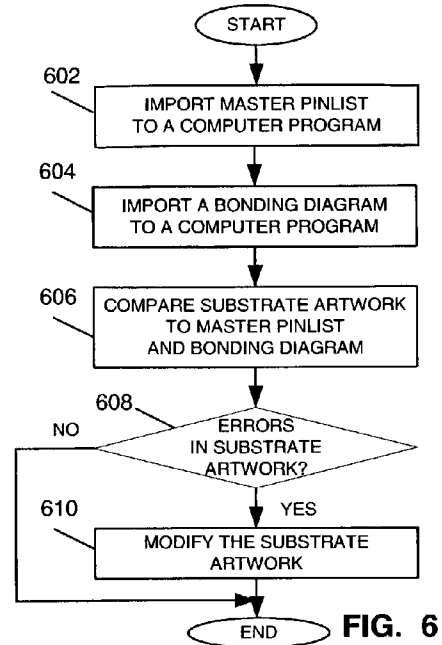 START
602
IMPORT MASTER PINLIST
TO A COMPUTER PROGRAM
604
IMPORT A BONDING DIAGRAM
TO A COMPUTER PROGRAM
606
COMPARE SUBSTRATE ARTWORK
TO MASTER PINLIST
AND BONDING DIAGRAM
608
NO
ERRORS
IN SUBSTRATE
ARTWORK?
YES
610
MODIFY THE SUBSTRATE
ARTWORK
END
FIG. 6